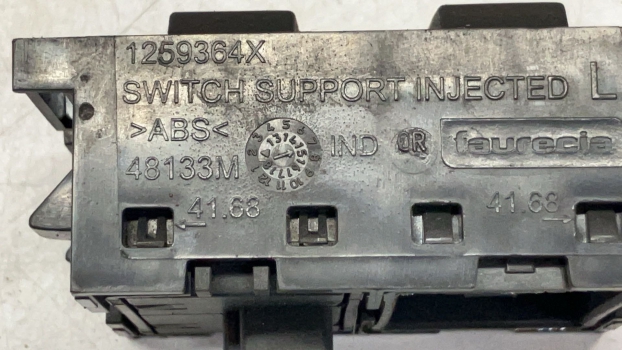 1259364X
SWITCH SUPPORT INJECTED L
>ABS<
48133M
IND
faurecia
41.68
41.68